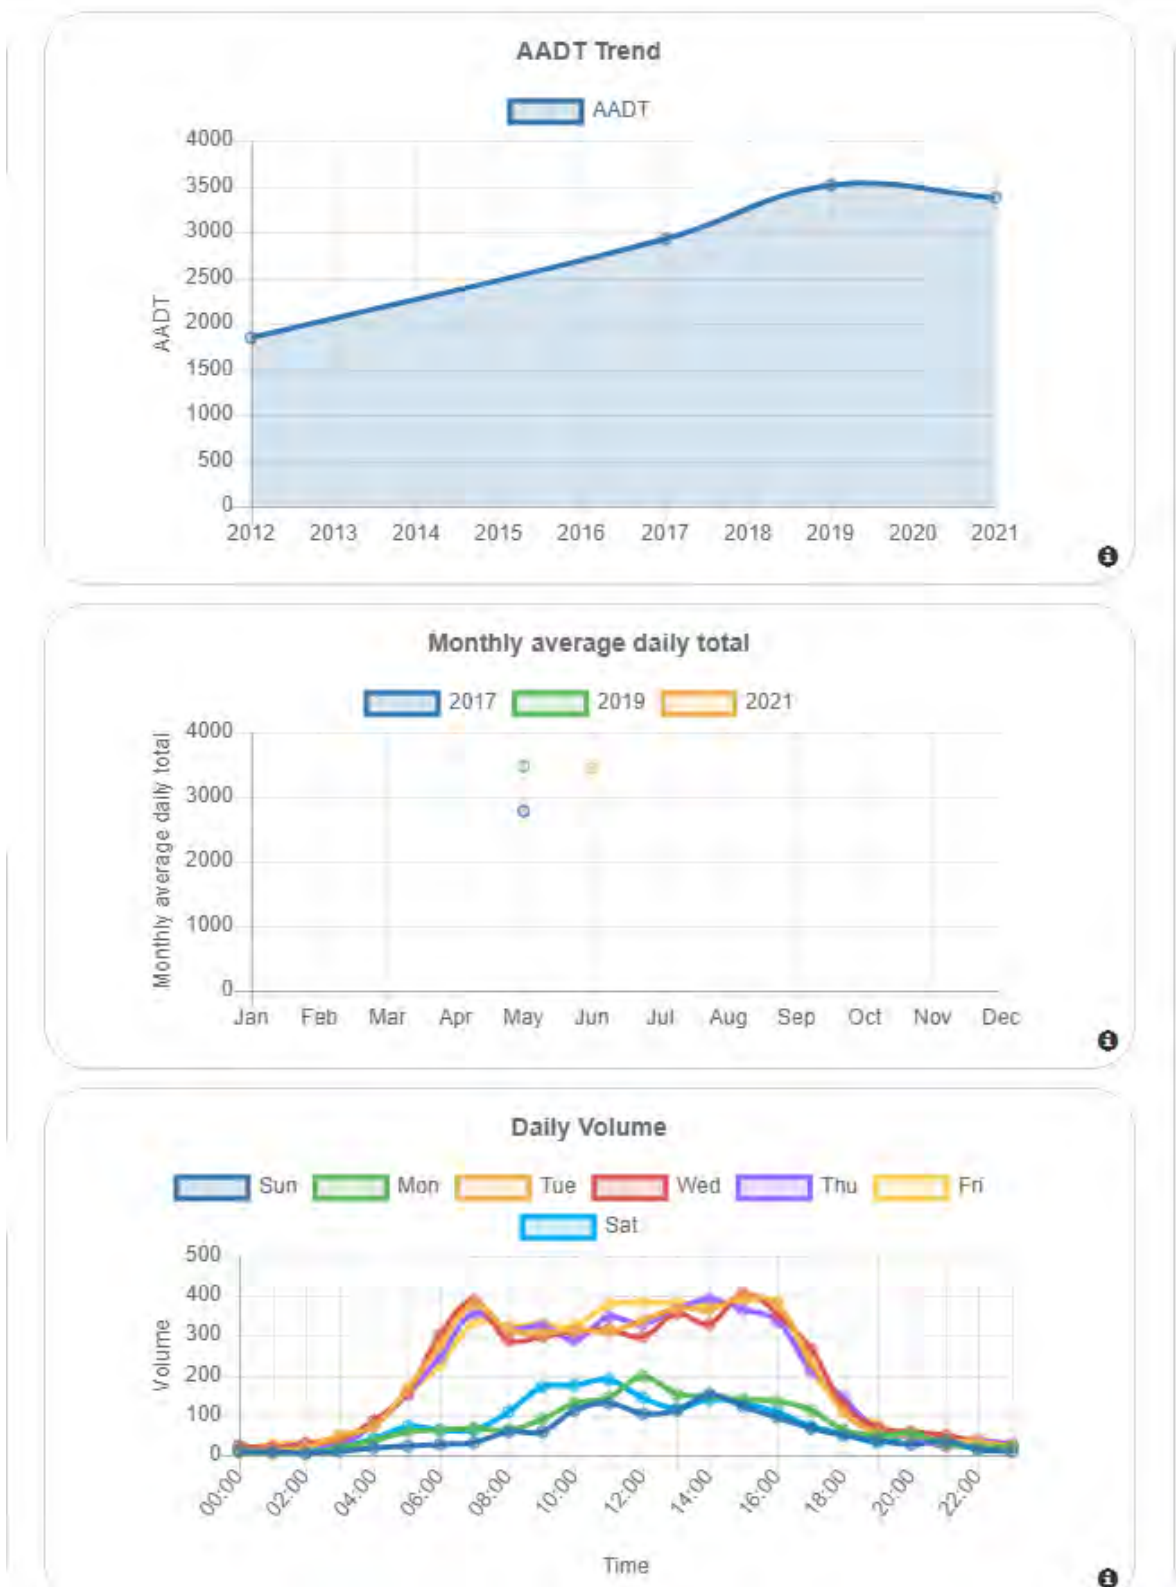 AADT Trend
AADT
4000
3500
3000
2500
2000
1500
1000
500
0
AADT
2012 2013 2014 2015 2016 2017 2018 2019 2020 2021
Monthly average daily total
2017 2019 2021
4000
3000
2000
1000
0
Monthly average daily total
Jan Feb Mar Apr May Jun Jul Aug Sep Oct Nov Dec
Daily Volume
Sun Mon Tue Wed Thu Fri
Sat
500
400
300
200
100
0
Volume
00:00 02:00 04:00 06:00 08:00 10:00 12:00 14:00 16:00 18:00 20:00 22:00
Time